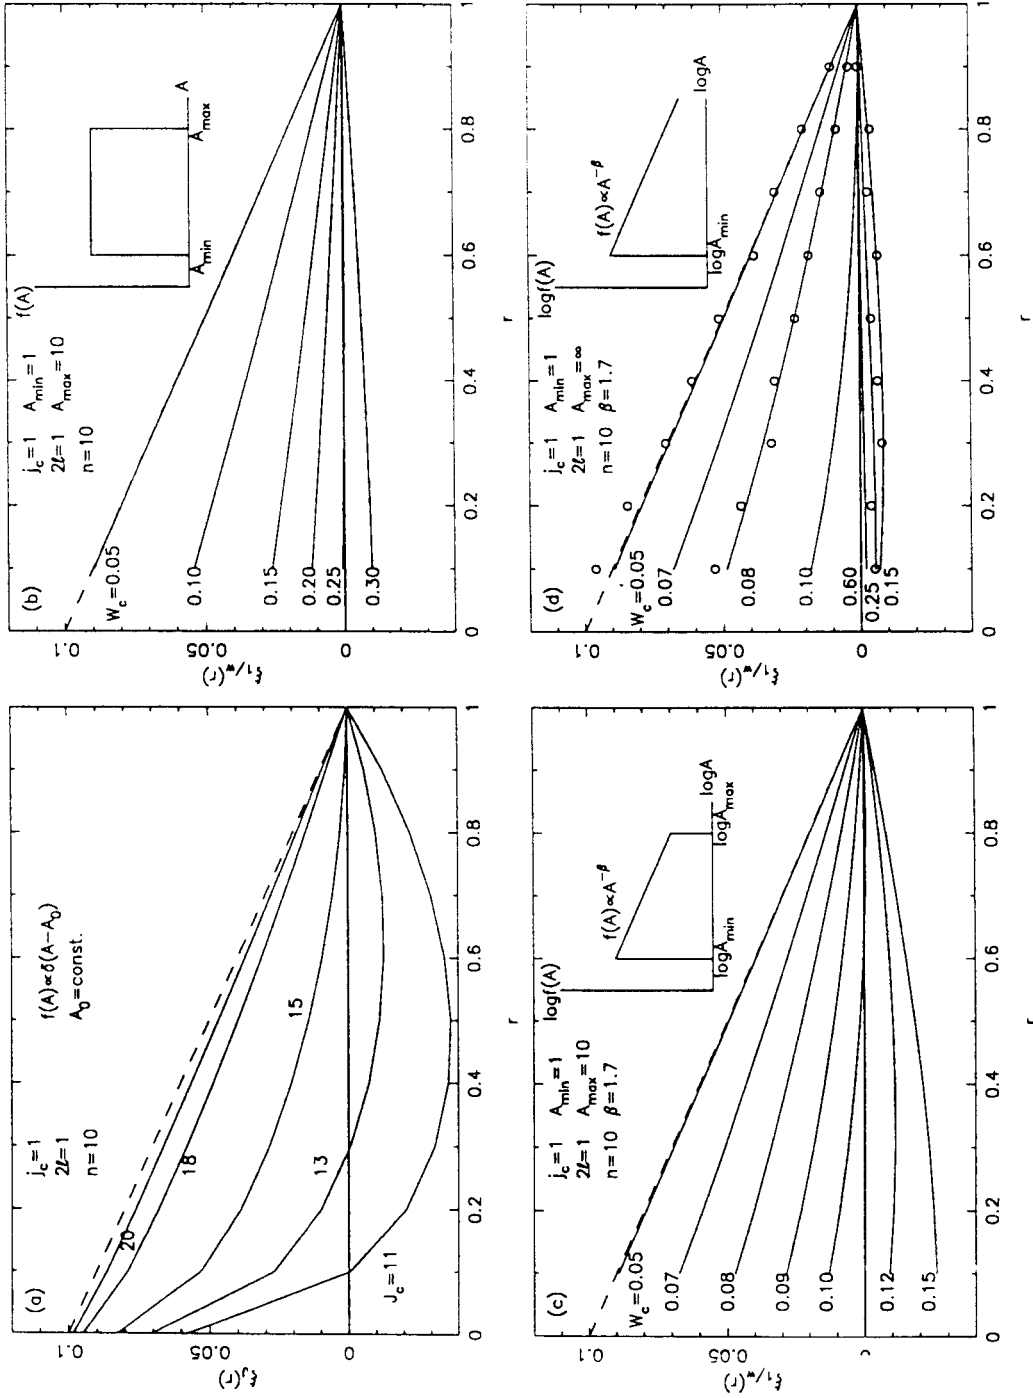 (a)
j_c=1
2ℓ=1
n=10
f(A)∝δ(A−A_0)
A_0=const.
20
18
15
13
J_c=11
ξ_J(r)
0.1
0.05
0
0
0.2
0.4
0.6
0.8
1
r
(b)
j_c=1 A_min=1
2ℓ=1 A_max=10
n=10
f(A)
A_min
A_max
A
W_c=0.05
0.10
0.15
0.20
0.25
0.30
ξ_1/w(r)
0.1
0.05
0
0
0.2
0.4
0.6
0.8
1
r
(c)
j_c=1 A_min=1
2ℓ=1 A_max=10
n=10 β=1.7
logf(A)
f(A)∝A^−β
logA_min
logA_max
logA
W_c=0.05
0.07
0.08
0.09
0.10
0.12
0.15
ξ_1/w(r)
0.1
0.05
0
0.2
0.4
0.6
0.8
1
r
(d)
j_c=1 A_min=1
2ℓ=1 A_max=∞
n=10 β=1.7
logf(A)
f(A)∝A^−β
logA_min
logA
W_c=0.05
0.07
0.08
0.10
0.60
0.25
0.15
ξ_1/w(r)
0.1
0.05
0
0
0.2
0.4
0.6
0.8
1
r